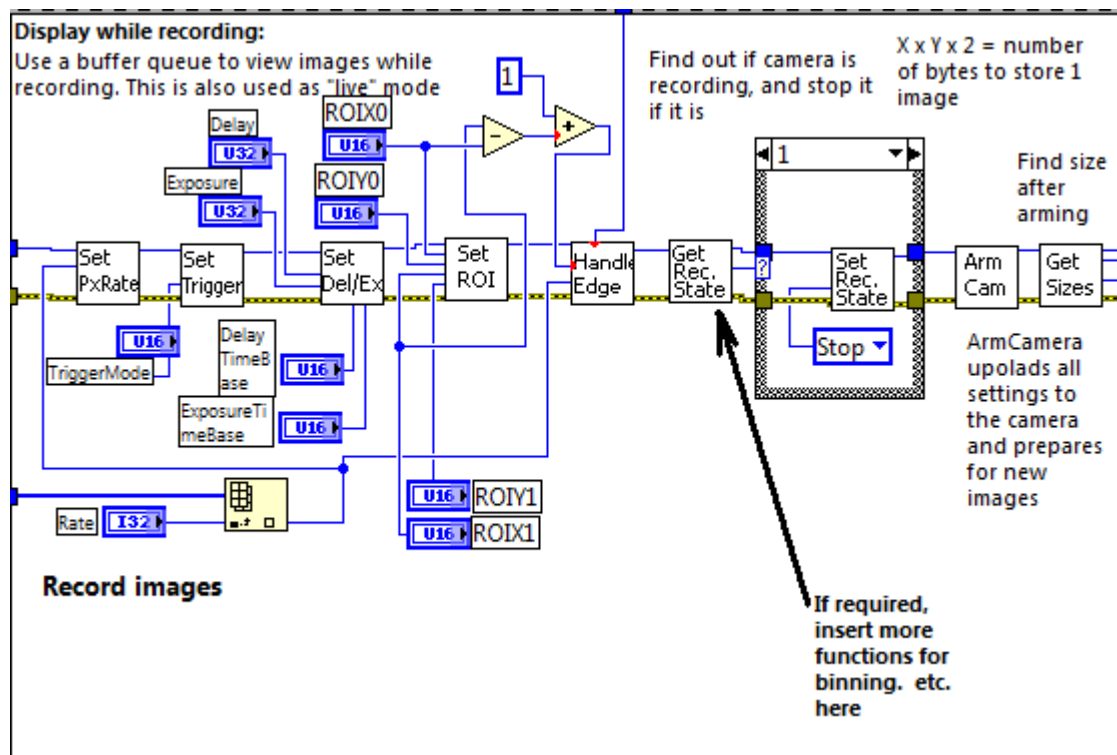 Display while recording:
Use a buffer queue to view images while
recording. This is also used as "live" mode
Find out if camera is
recording, and stop it
if it is
X x Y x 2 = number
of bytes to store 1
image
Delay
U32
Exposure
U32
ROIX0
U16
ROIY0
U16
1
-
+
1
Find size
after
arming
Set
PxRate
Set
Trigger
Set
Del/Ex
Set
ROI
Handle
Edge
Get
Rec.
State
?
Set
Rec.
State
Stop
Arm
Cam
Get
Sizes
U16
TriggerMode
Delay
TimeB
ase
U16
ExposureTi
meBase
U16
ArmCamera
upolads all
settings to
the camera
and prepares
for new
images
Rate
I32
U16
ROIY1
U16
ROIX1
Record images
If required,
insert more
functions for
binning. etc.
here